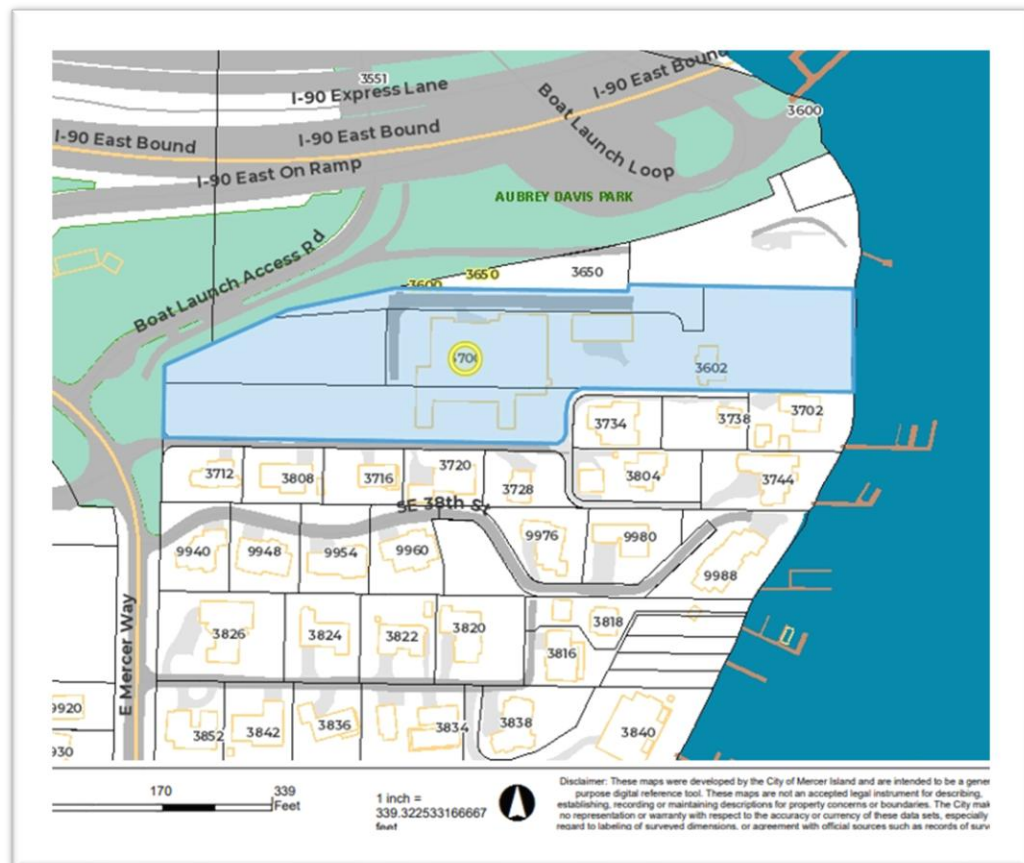 3551
I-90 Express Lane
I-90 East Bound
I-90 East Bound
I-90 East Bound
I-90 East On Ramp
Boat Launch Loop
3600
AUBREY DAVIS PARK
Boat Launch Access Rd
3600
3650
3650
3602
3734
3738
3702
3712
3808
3716
3720
3728
3804
3744
SE 38th St
9940
9948
9954
9960
9976
9980
9988
E Mercer Way
3826
3824
3822
3820
3818
3816
9920
930
3852
3842
3836
3834
3838
3840
170
339
Feet
1 inch =
339.322533166667
feet
Disclaimer: These maps were developed by the City of Mercer Island and are intended to be a gener
purpose digital reference tool. These maps are not an accepted legal instrument for describing,
establishing, recording or maintaining descriptions for property concerns or boundaries. The City mak
no representation or warranty with respect to the accuracy or currency of these data sets, especially
regard to labeling of surveyed dimensions, or agreement with official sources such as records of surv